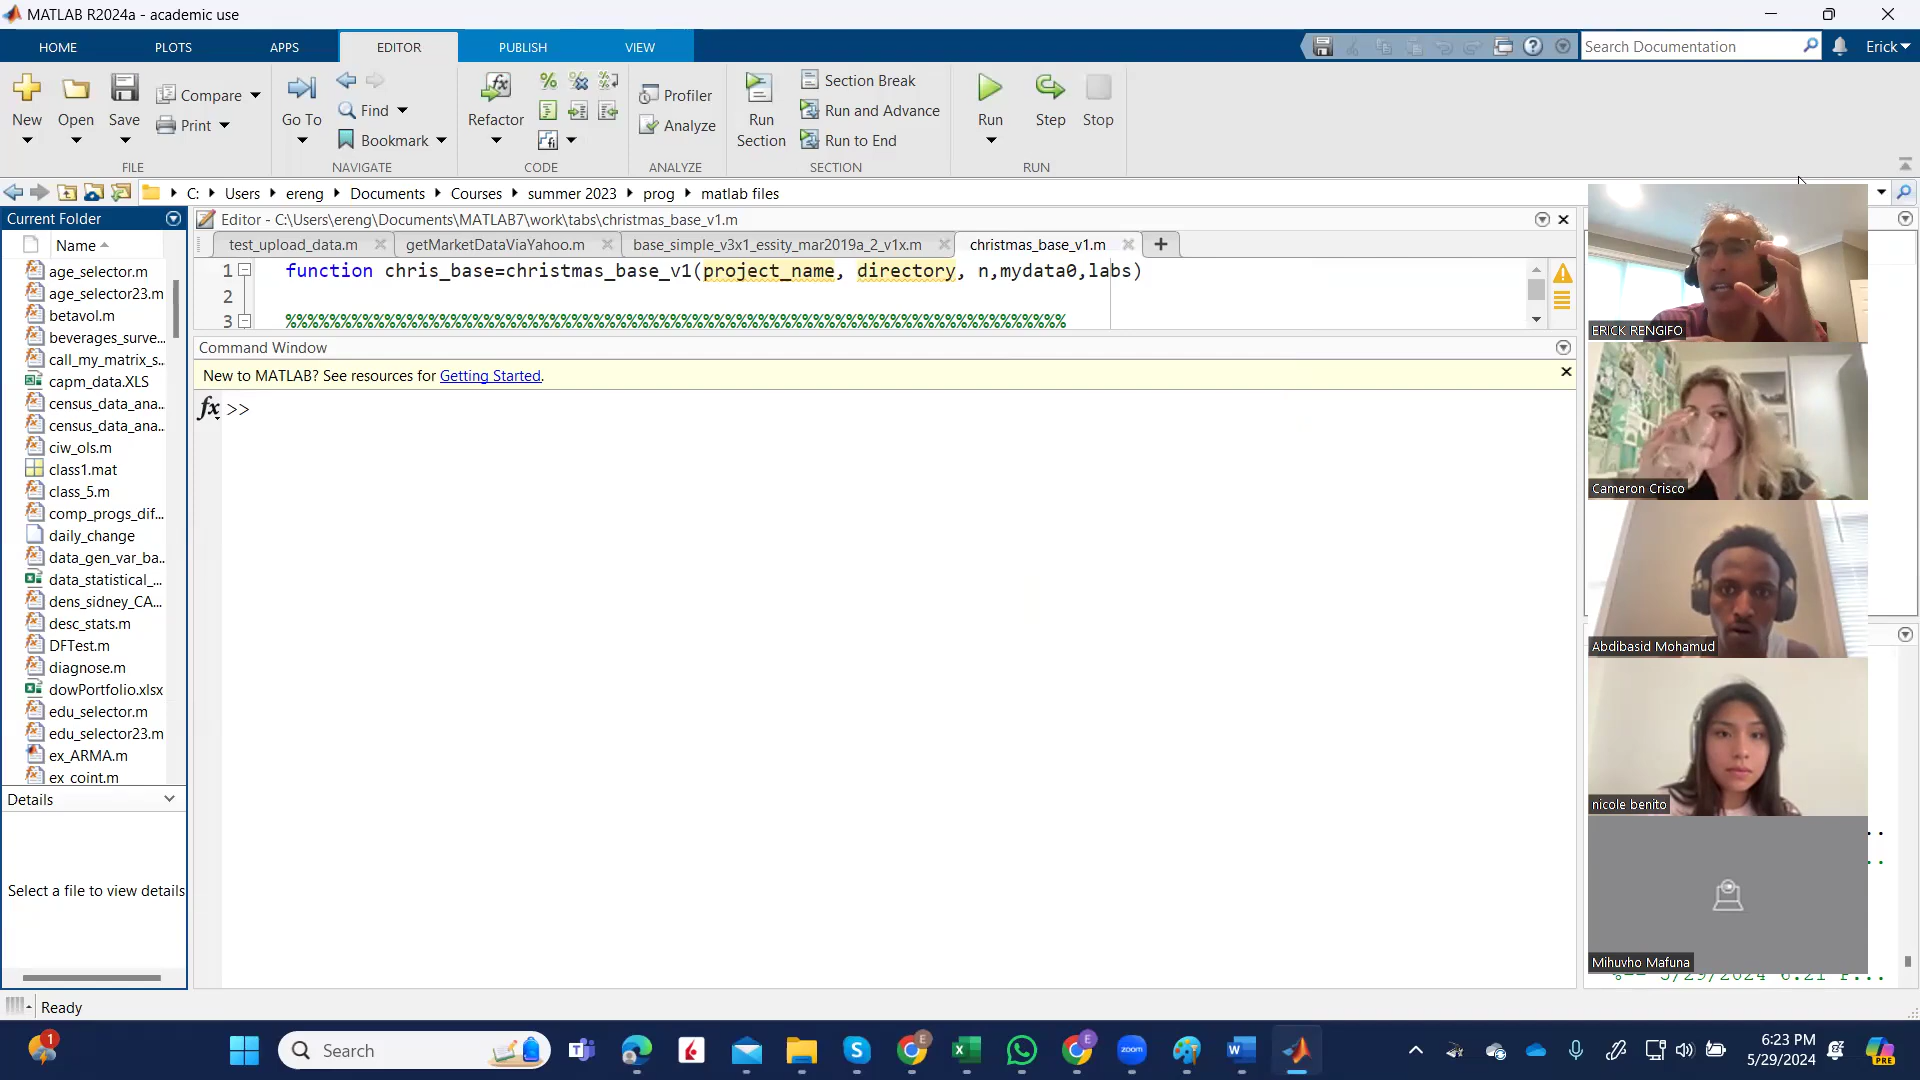 MATLAB R2024a - academic use
HOME PLOTS APPS EDITOR PUBLISH VIEW
Search Documentation
Erick
New Open Save Compare Print
FILE
Go To Find Bookmark
NAVIGATE
Refactor
CODE
Profiler
Analyze
ANALYZE
Run Section
Section Break
Run and Advance
Run to End
SECTION
Run Step Stop
RUN
C: Users ereng Documents Courses summer 2023 prog matlab files
Current Folder
Name
age_selector.m
age_selector23.m
betavol.m
beverages_surve...
call_my_matrix_s...
capm_data.XLS
census_data_ana...
census_data_ana...
ciw_ols.m
class1.mat
class_5.m
comp_progs_dif...
daily_change
data_gen_var_ba...
data_statistical_...
dens_sidney_CA...
desc_stats.m
DFTest.m
diagnose.m
dowPortfolio.xlsx
edu_selector.m
edu_selector23.m
ex_ARMA.m
ex_coint.m
Details
Select a file to view details
Editor - C:\Users\ereng\Documents\MATLAB7\work\tabs\christmas_base_v1.m
test_upload_data.m getMarketDataViaYahoo.m base_simple_v3x1_essity_mar2019a_2_v1x.m christmas_base_v1.m
1 function chris_base=christmas_base_v1(project_name, directory, n,mydata0,labs)
2
3 %%%%%%%%%%%%%%%%%%%%%%%%%%%%%%%%%%%%%%%%%%%%%%%%%%%%%%%%%%%%%%%%%%%%%%%
Command Window
New to MATLAB? See resources for Getting Started.
fx >>
ERICK RENGIFO
Cameron Crisco
Abdibasid Mohamud
nicole benito
Mihuvho Mafuna
%-- 5/29/2024 6:21 P...
Ready
Search
zoom
6:23 PM
5/29/2024